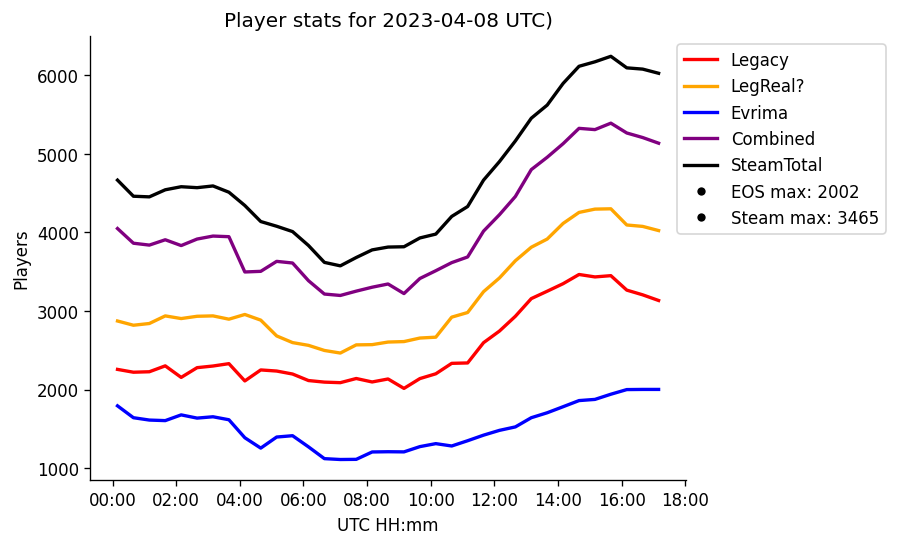 Player stats for 2023-04-08 UTC)
Legacy
LegReal?
Evrima
Combined
SteamTotal
EOS max: 2002
Steam max: 3465
Players
6000
5000
4000
3000
2000
1000
00:00 02:00 04:00 06:00 08:00 10:00 12:00 14:00 16:00 18:00
UTC HH:mm